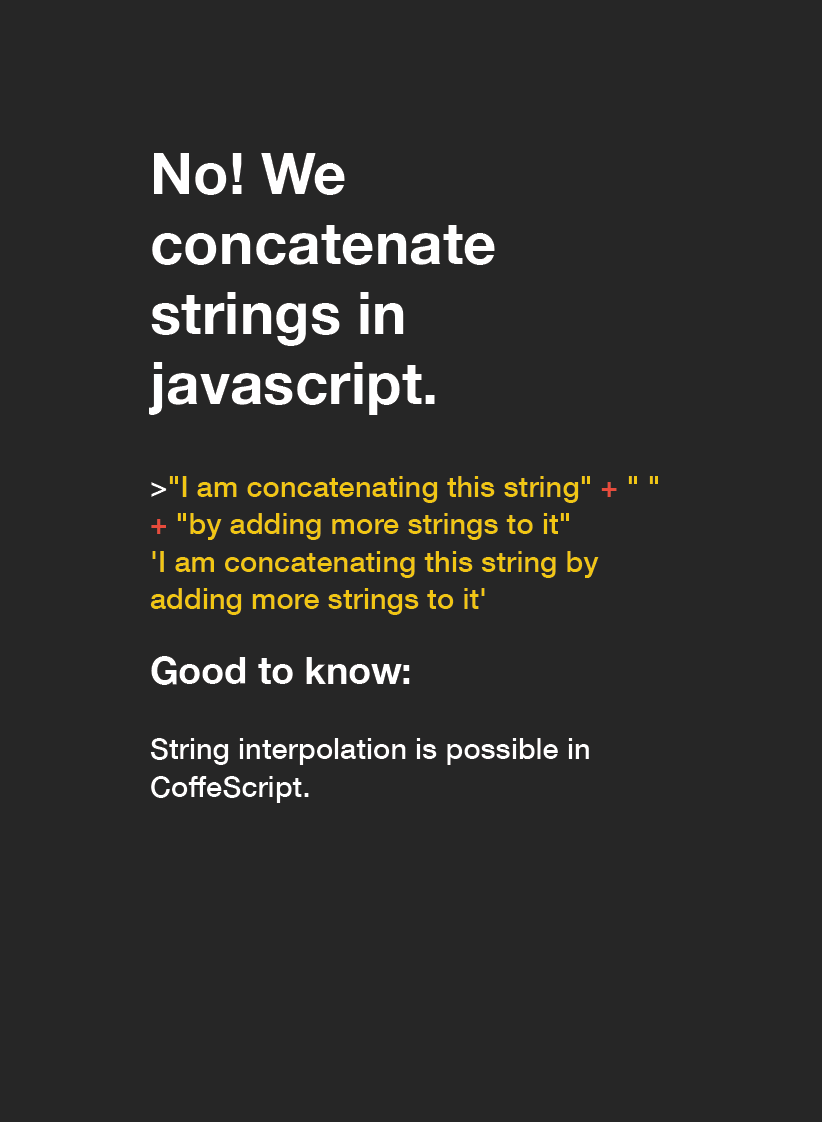 No! We
concatenate
strings in
javascript.
>"I am concatenating this string" + " "
+ "by adding more strings to it"
'I am concatenating this string by
adding more strings to it'
Good to know:
String interpolation is possible in
CoffeScript.